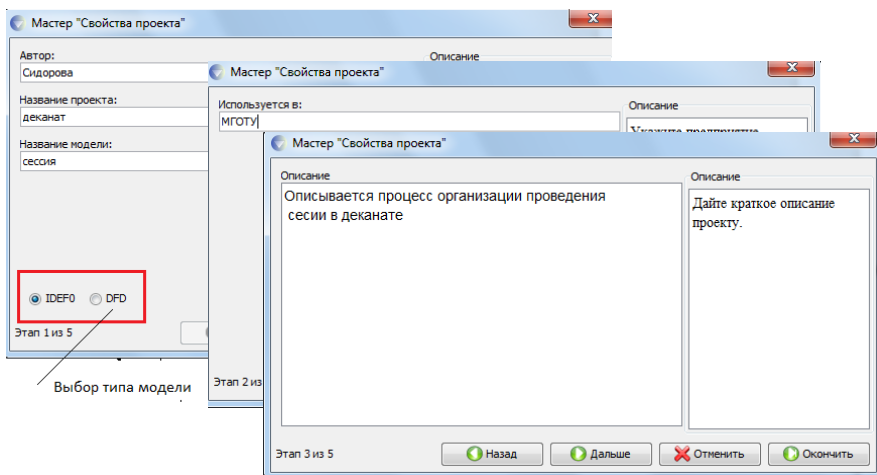 Мастер "Свойства проекта"
Автор:
Сидорова
Название проекта:
деканат
Название модели:
сессия
Описание
IDEF0
DFD
Этап 1 из 5
Выбор типа модели
Мастер "Свойства проекта"
Используется в:
МГОТУ
Описание
Укажите предприятие
Этап 2 из
Мастер "Свойства проекта"
Описание
Описывается процесс организации проведения
сесии в деканате
Описание
Дайте краткое описание
проекту.
Этап 3 из 5
Назад
Дальше
Отменить
Окончить